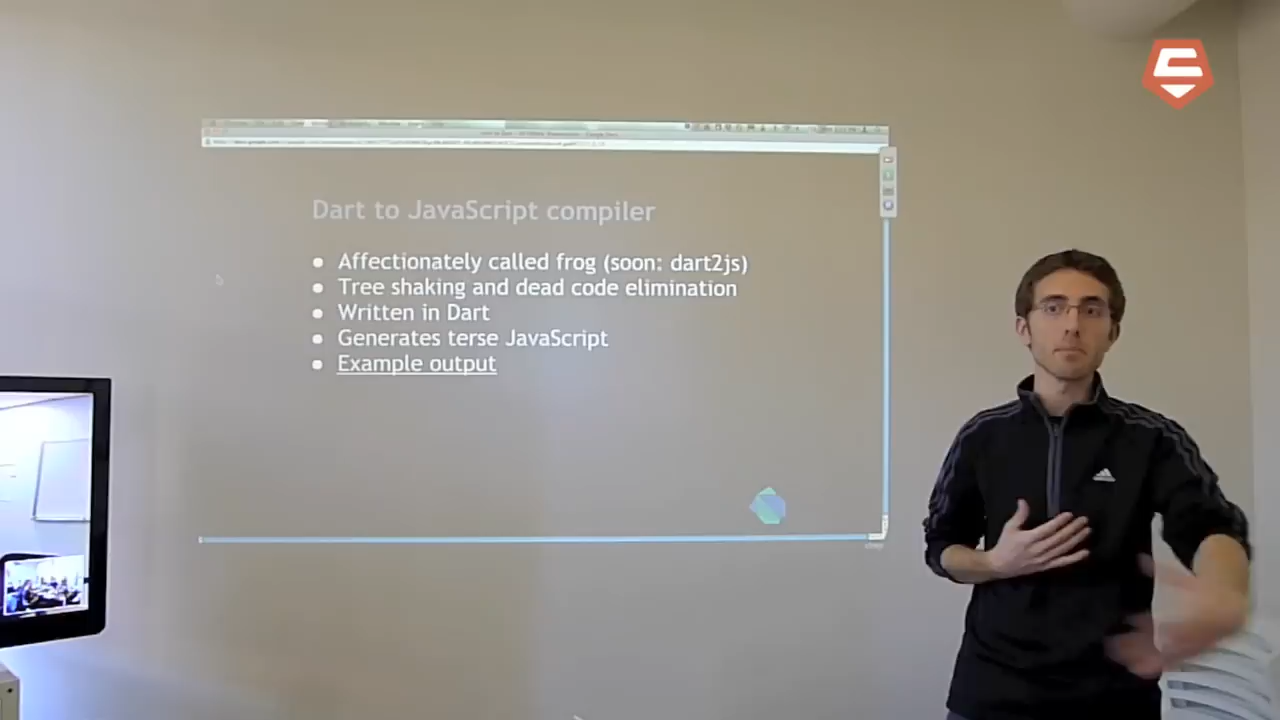 Dart to JavaScript compiler
Affectionately called frog (soon: dart2js)
Tree shaking and dead code elimination
Written in Dart
Generates terse JavaScript
Example output
adidas